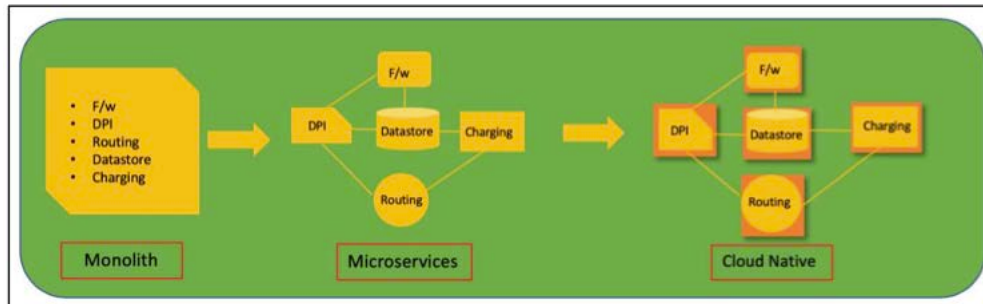 • F/w
• DPI
• Routing
• Datastore
• Charging
Monolith
F/w
DPI
Datastore
Charging
Routing
Microservices
F/w
DPI
Datastore
Charging
Routing
Cloud Native